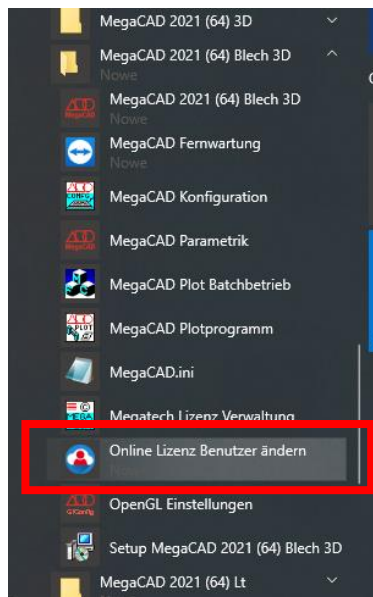 MegaCAD 2021 (64) 3D
MegaCAD 2021 (64) Blech 3D
Nowe
MegaCAD 2021 (64) Blech 3D
Nowe
MegaCAD Fernwartung
Nowe
MegaCAD Konfiguration
MegaCAD Parametrik
MegaCAD Plot Batchbetrieb
MegaCAD Plotprogramm
MegaCAD.ini
Megatech Lizenz Verwaltung
Online Lizenz Benutzer ändern
OpenGL Einstellungen
Setup MegaCAD 2021 (64) Blech 3D
MegaCAD 2021 (64) Lt